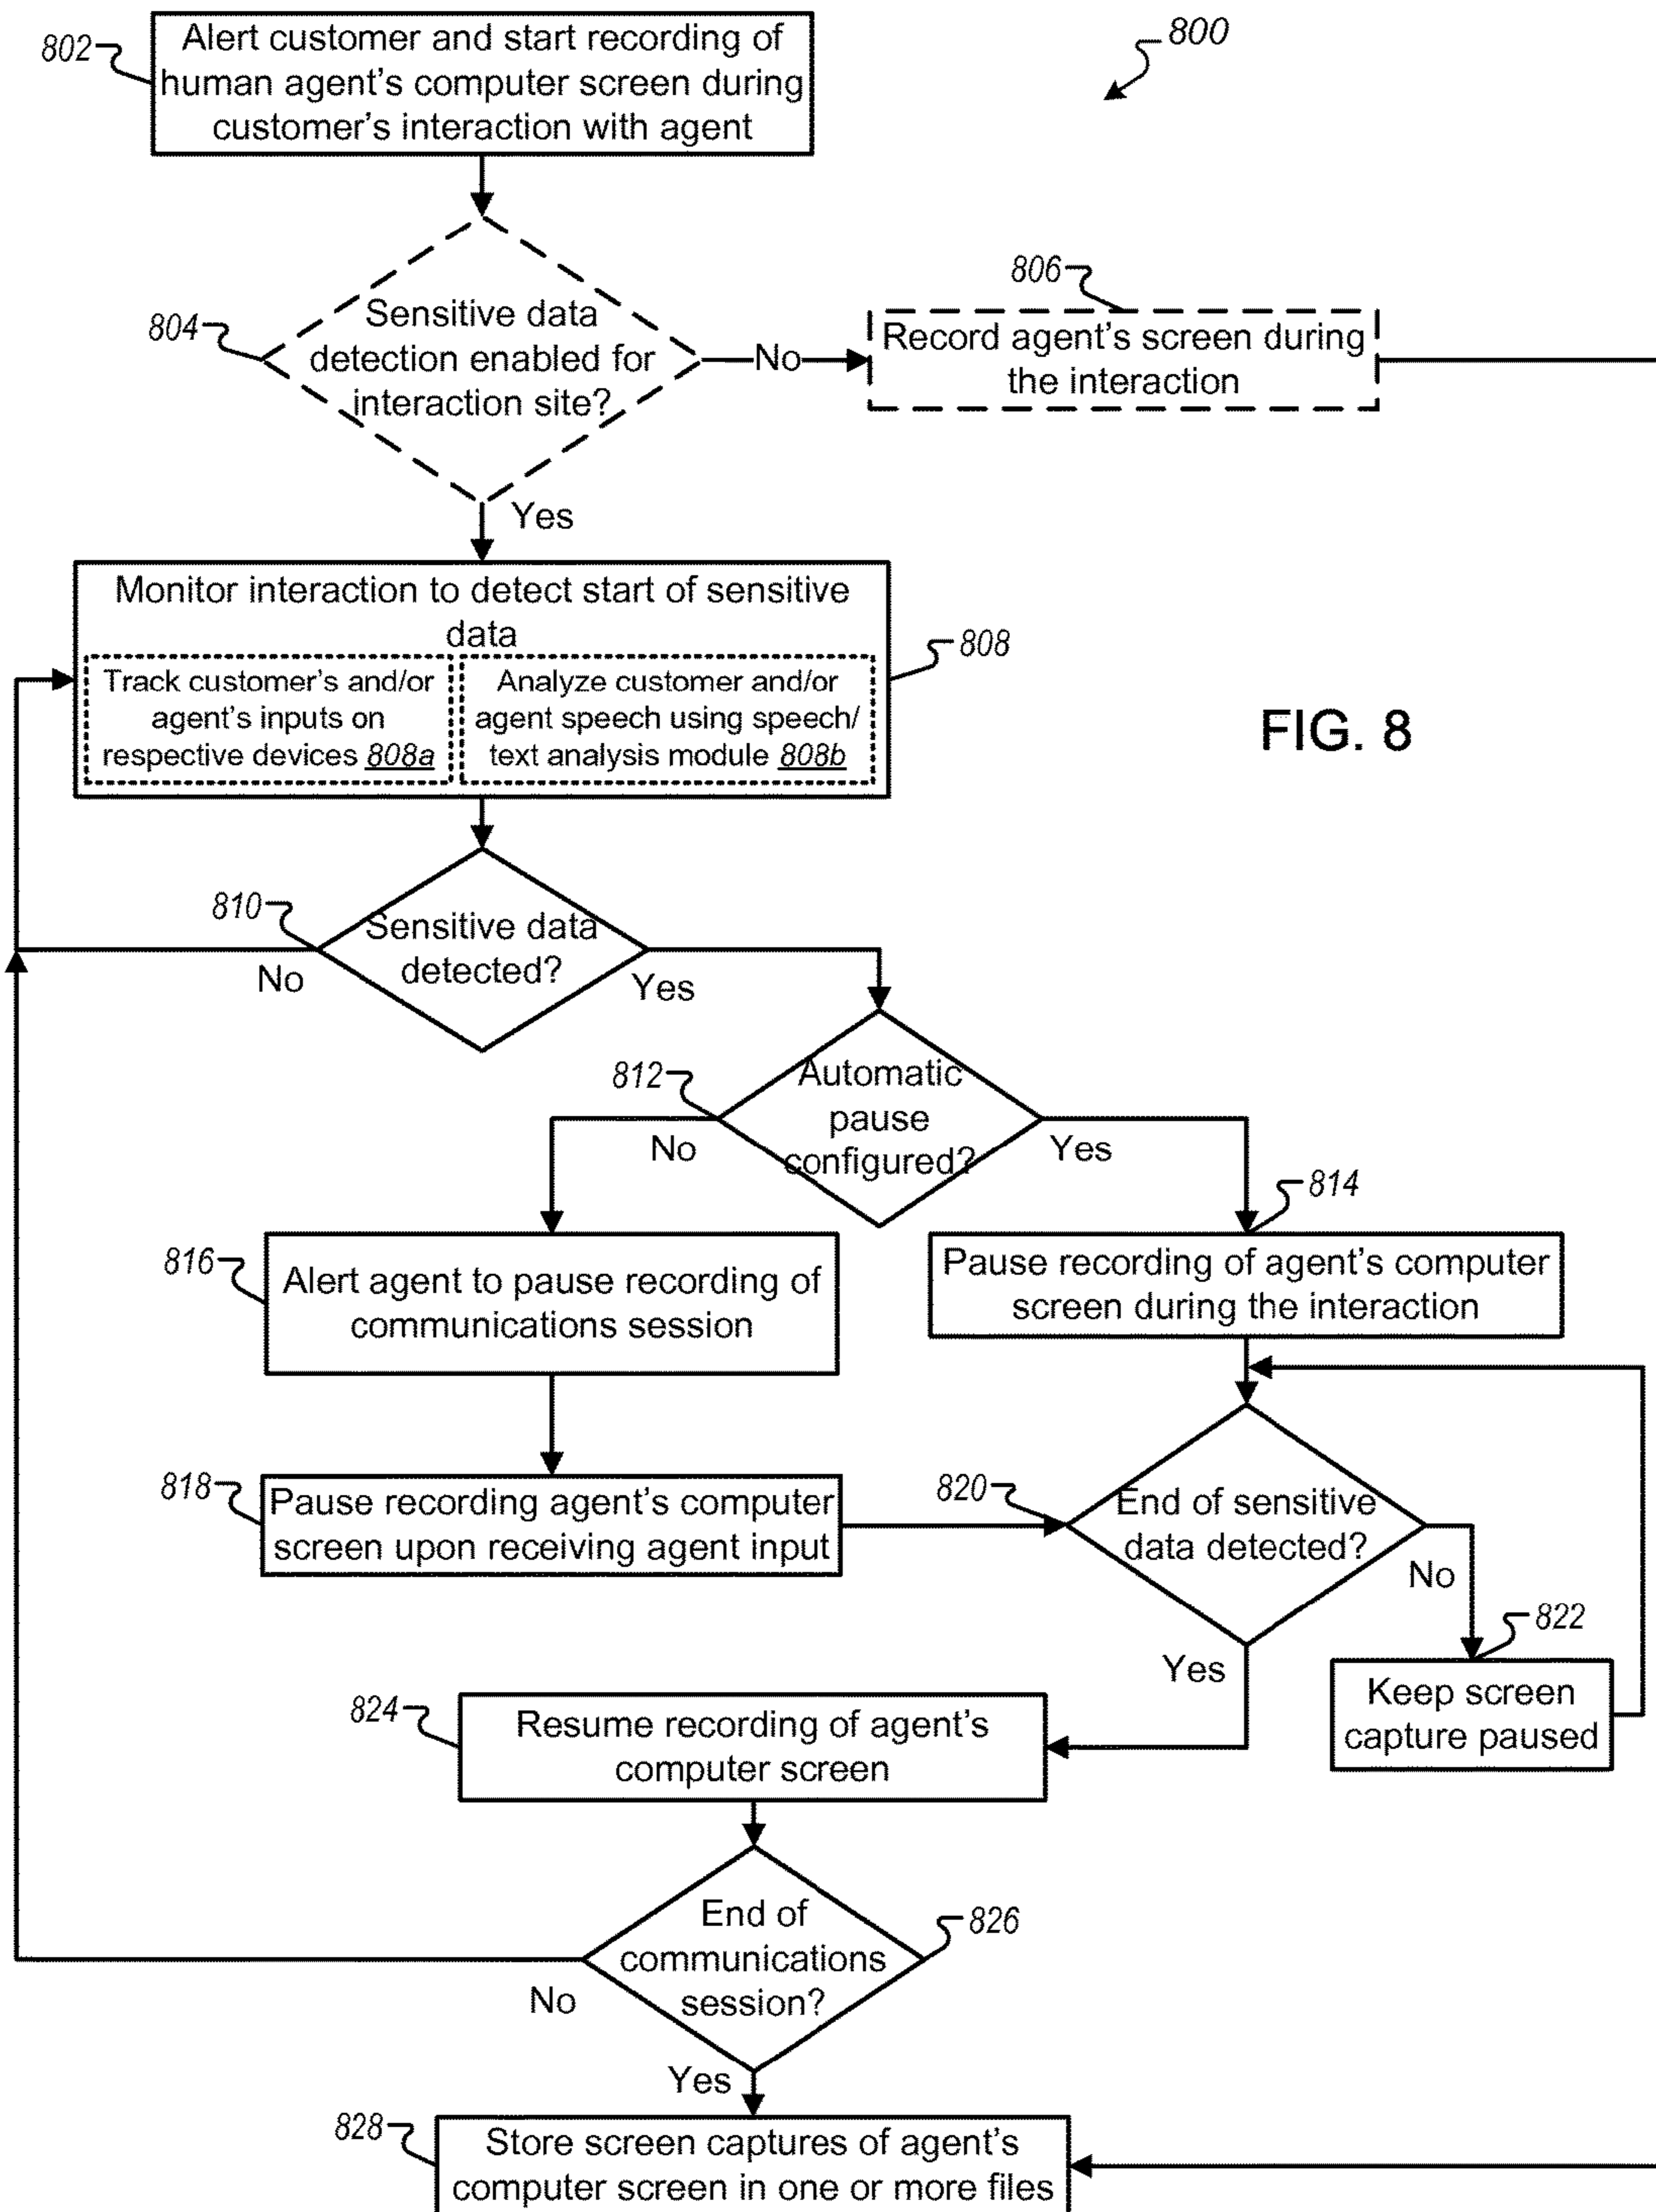 800
802
Alert customer and start recording of
human agent's computer screen during
customer's interaction with agent
804
Sensitive data
detection enabled for
interaction site?
No
806
Record agent's screen during
the interaction
Yes
Monitor interaction to detect start of sensitive
data
808
Track customer's and/or
agent's inputs on
respective devices 808a
Analyze customer and/or
agent speech using speech/
text analysis module 808b
FIG. 8
810
Sensitive data
detected?
No
Yes
812
Automatic
pause
configured?
No
Yes
814
Pause recording of agent's computer
screen during the interaction
816
Alert agent to pause recording of
communications session
818
Pause recording agent's computer
screen upon receiving agent input
820
End of sensitive
data detected?
No
Yes
822
Keep screen
capture paused
824
Resume recording of agent's
computer screen
826
End of
communications
session?
No
Yes
828
Store screen captures of agent's
computer screen in one or more files